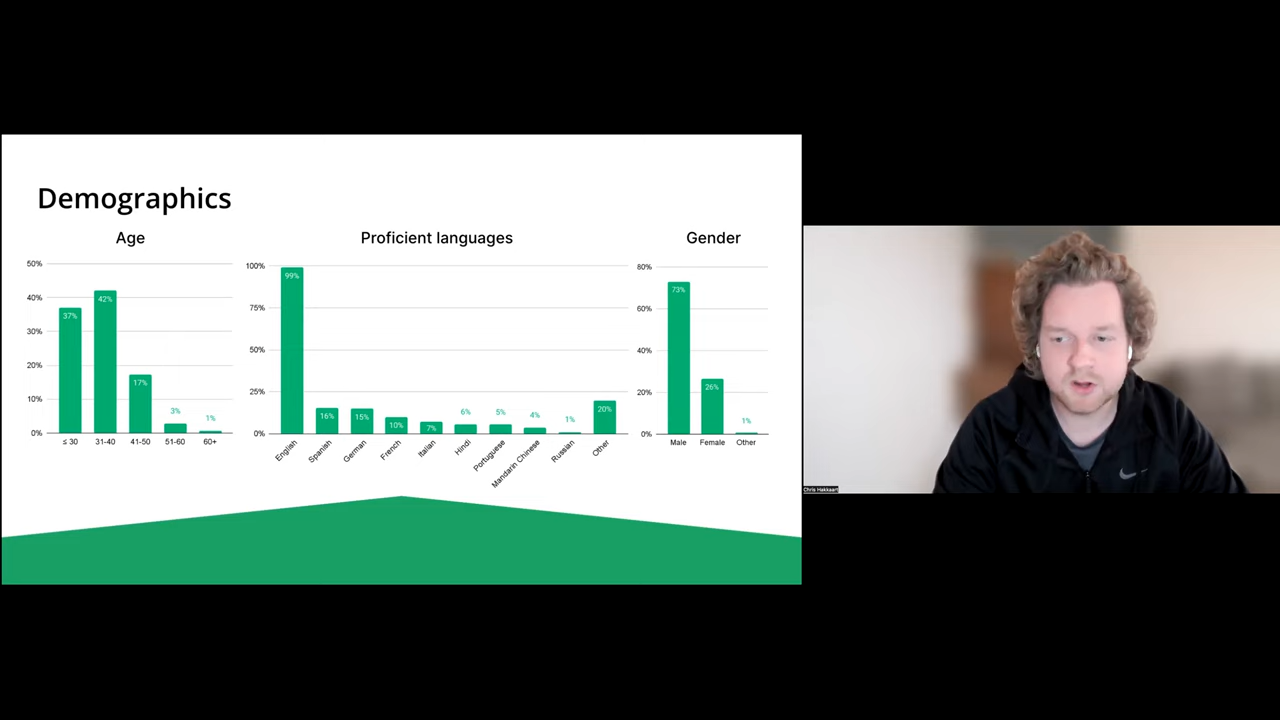 Demographics
Age
50%
40%
30%
20%
10%
0%
37%
42%
17%
3%
1%
≤ 30
31-40
41-50
51-60
60+
Proficient languages
100%
75%
50%
25%
0%
99%
16%
15%
10%
7%
6%
5%
4%
1%
20%
English
Spanish
German
French
Italian
Hindi
Portuguese
Mandarin Chinese
Russian
Other
Gender
80%
60%
40%
20%
0%
73%
26%
1%
Male
Female
Other
Chris Hakkaart